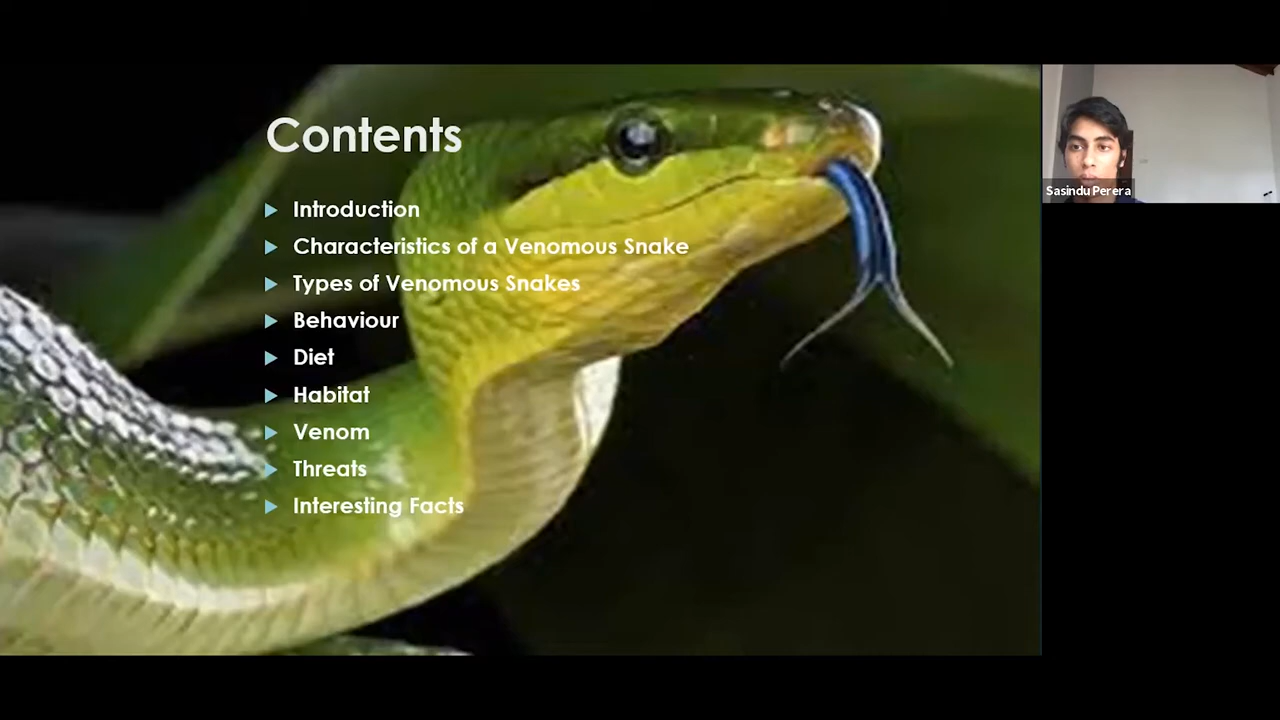 Contents
Introduction
Characteristics of a Venomous Snake
Types of Venomous Snakes
Behaviour
Diet
Habitat
Venom
Threats
Interesting Facts
Sasindu Perera